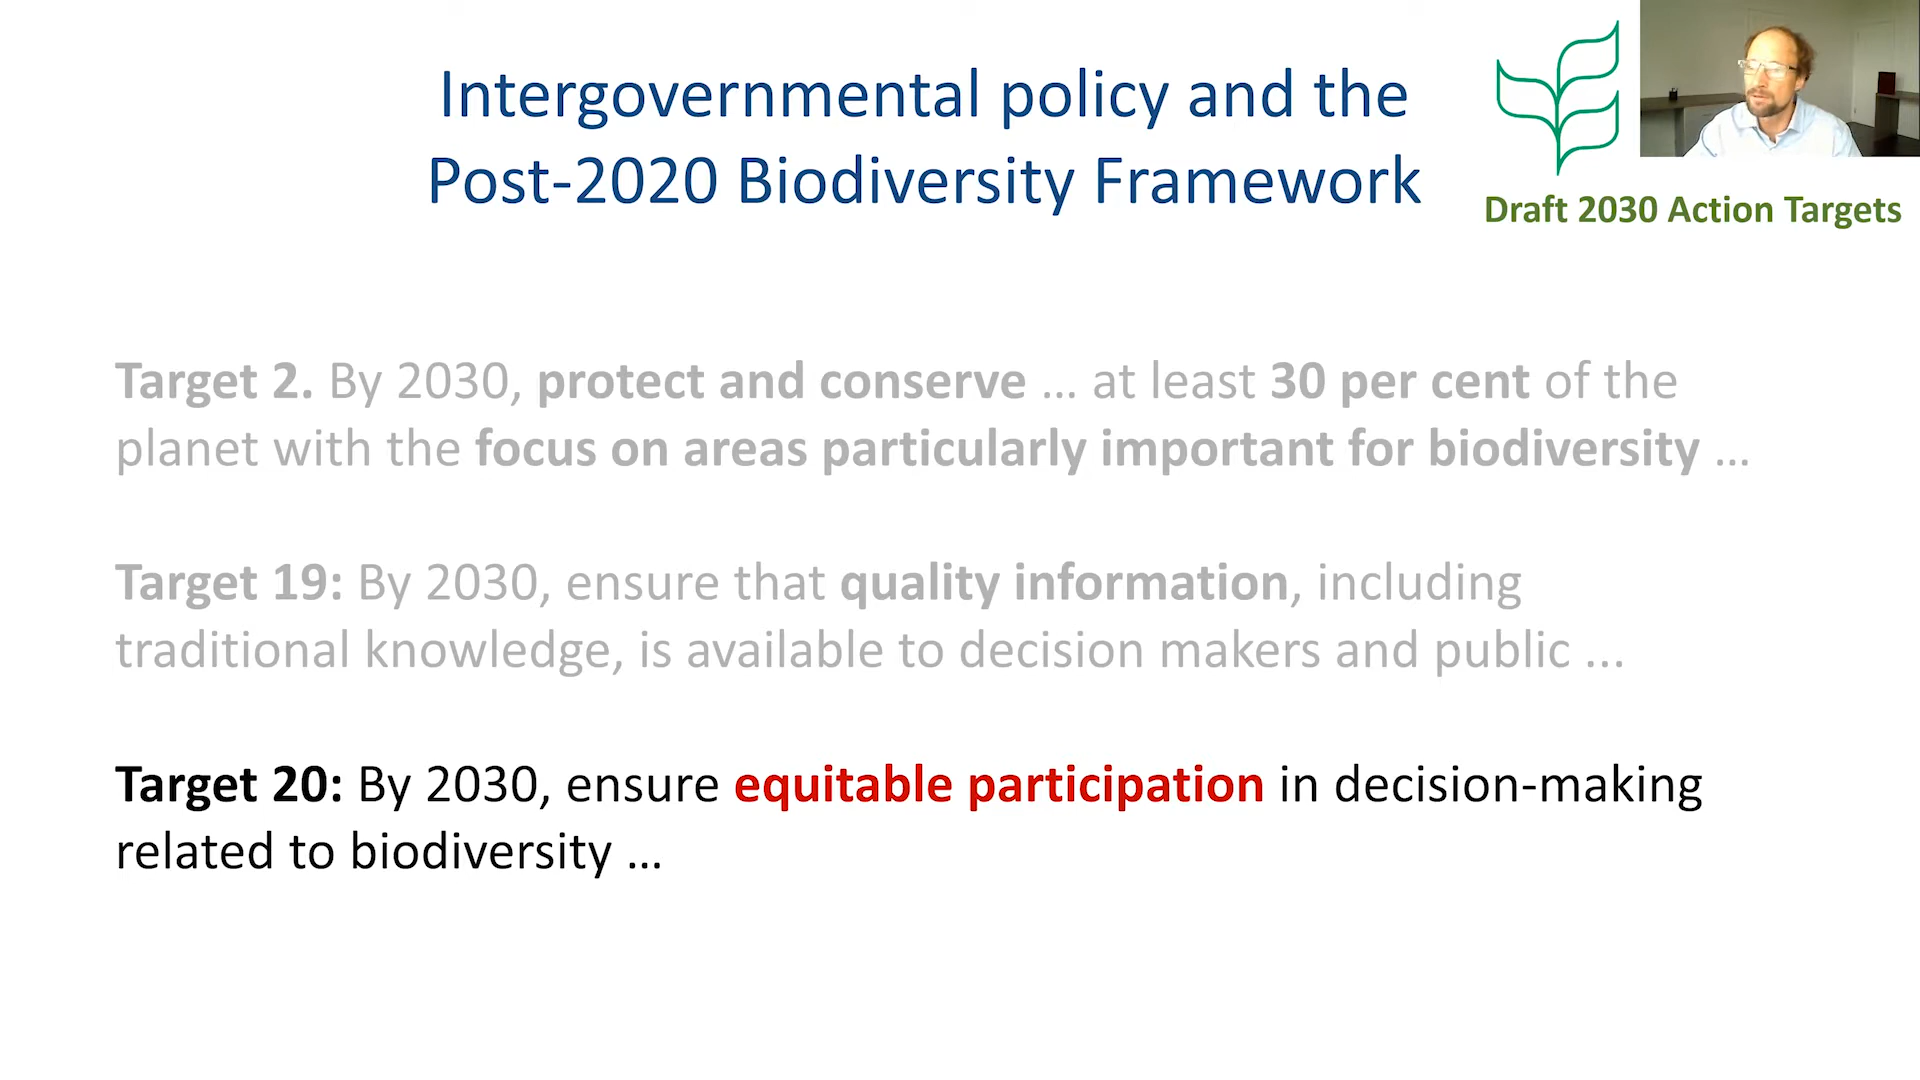 Intergovernmental policy and the
Post-2020 Biodiversity Framework
Draft 2030 Action Targets
Target 2. By 2030, protect and conserve … at least 30 per cent of the
planet with the focus on areas particularly important for biodiversity …
Target 19: By 2030, ensure that quality information, including
traditional knowledge, is available to decision makers and public ...
Target 20: By 2030, ensure equitable participation in decision-making
related to biodiversity …